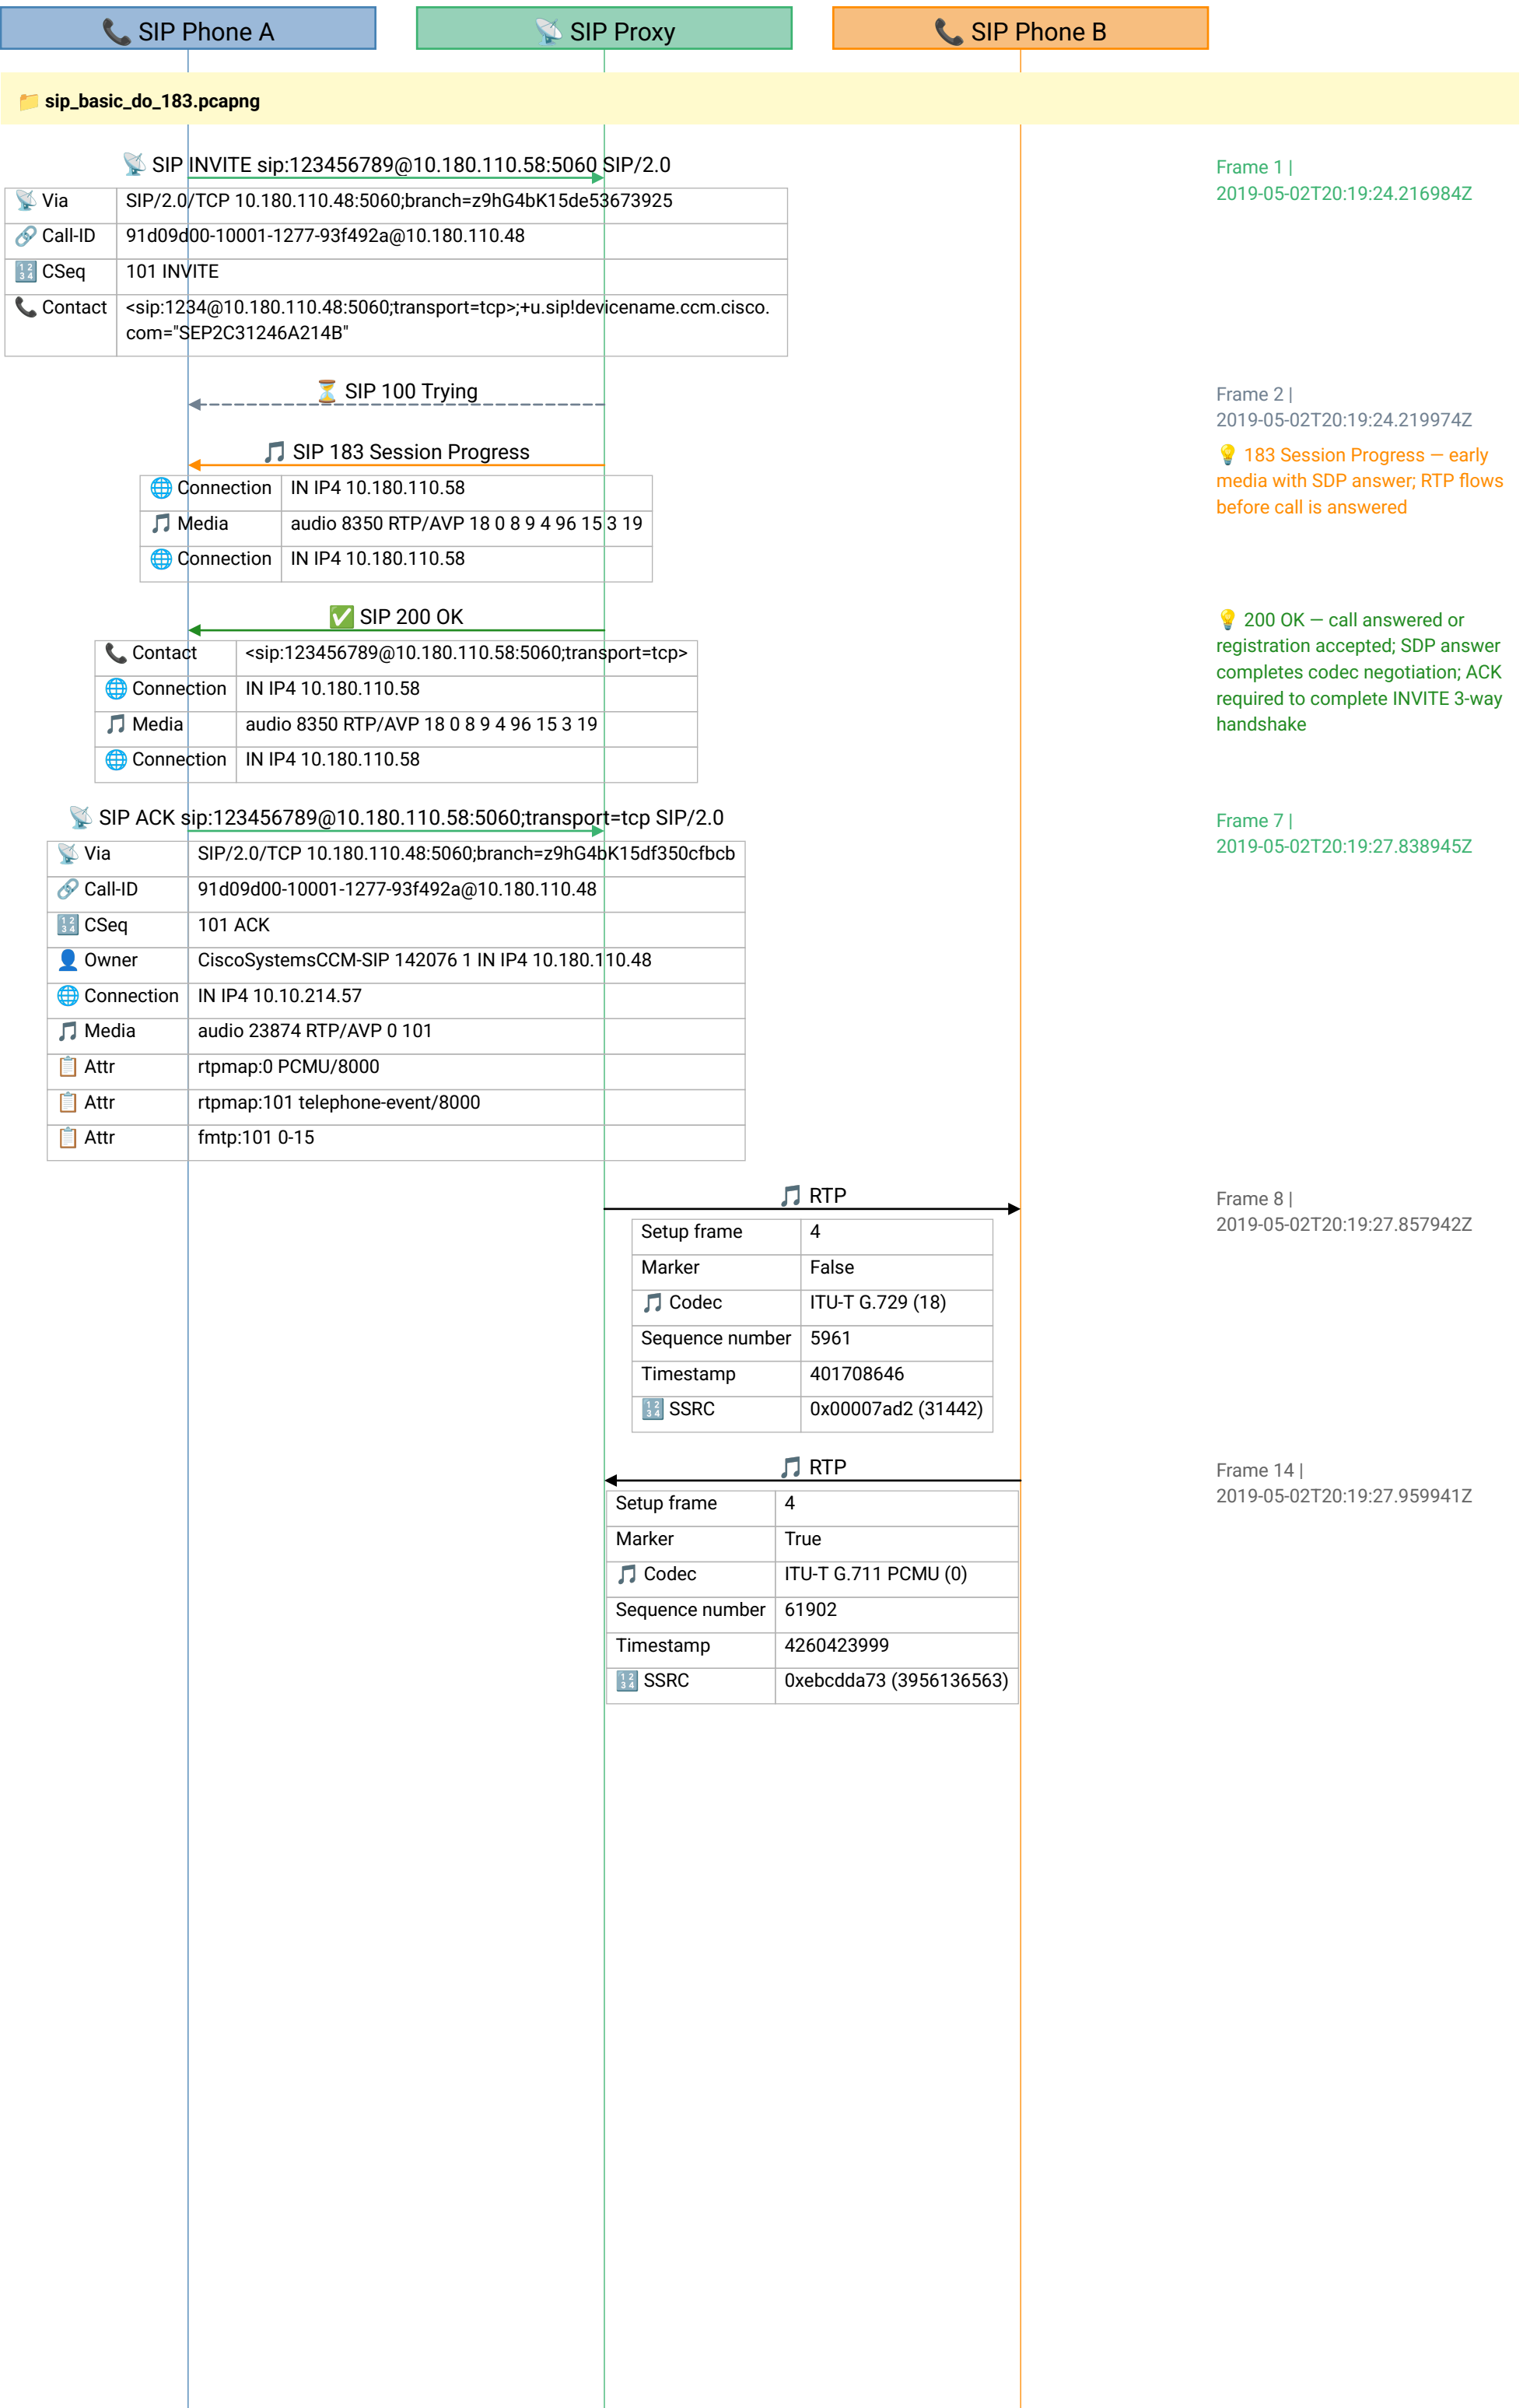 📞 SIP Phone A
📡 SIP Proxy
📞 SIP Phone B
📁 sip_basic_do_183.pcapng
📡 SIP INVITE sip:123456789@10.180.110.58:5060 SIP/2.0
Frame 1 |
2019-05-02T20:19:24.216984Z
📡 Via SIP/2.0/TCP 10.180.110.48:5060;branch=z9hG4bK15de53673925
🔗 Call-ID 91d09d00-10001-1277-93f492a@10.180.110.48
🔢 CSeq 101 INVITE
📞 Contact <sip:1234@10.180.110.48:5060;transport=tcp>;+u.sip!devicename.ccm.cisco.
com="SEP2C31246A214B"
⏳ SIP 100 Trying
Frame 2 |
2019-05-02T20:19:24.219974Z
🎵 SIP 183 Session Progress
💡 183 Session Progress — early
media with SDP answer; RTP flows
before call is answered
🌐 Connection IN IP4 10.180.110.58
🎵 Media audio 8350 RTP/AVP 18 0 8 9 4 96 15 3 19
🌐 Connection IN IP4 10.180.110.58
✅ SIP 200 OK
💡 200 OK — call answered or
registration accepted; SDP answer
completes codec negotiation; ACK
required to complete INVITE 3-way
handshake
📞 Contact <sip:123456789@10.180.110.58:5060;transport=tcp>
🌐 Connection IN IP4 10.180.110.58
🎵 Media audio 8350 RTP/AVP 18 0 8 9 4 96 15 3 19
🌐 Connection IN IP4 10.180.110.58
📡 SIP ACK sip:123456789@10.180.110.58:5060;transport=tcp SIP/2.0
Frame 7 |
2019-05-02T20:19:27.838945Z
📡 Via SIP/2.0/TCP 10.180.110.48:5060;branch=z9hG4bK15df350cfbcb
🔗 Call-ID 91d09d00-10001-1277-93f492a@10.180.110.48
🔢 CSeq 101 ACK
👤 Owner CiscoSystemsCCM-SIP 142076 1 IN IP4 10.180.110.48
🌐 Connection IN IP4 10.10.214.57
🎵 Media audio 23874 RTP/AVP 0 101
📋 Attr rtpmap:0 PCMU/8000
📋 Attr rtpmap:101 telephone-event/8000
📋 Attr fmtp:101 0-15
🎵 RTP
Frame 8 |
2019-05-02T20:19:27.857942Z
Setup frame 4
Marker False
🎵 Codec ITU-T G.729 (18)
Sequence number 5961
Timestamp 401708646
🔢 SSRC 0x00007ad2 (31442)
🎵 RTP
Frame 14 |
2019-05-02T20:19:27.959941Z
Setup frame 4
Marker True
🎵 Codec ITU-T G.711 PCMU (0)
Sequence number 61902
Timestamp 4260423999
🔢 SSRC 0xebcdda73 (3956136563)